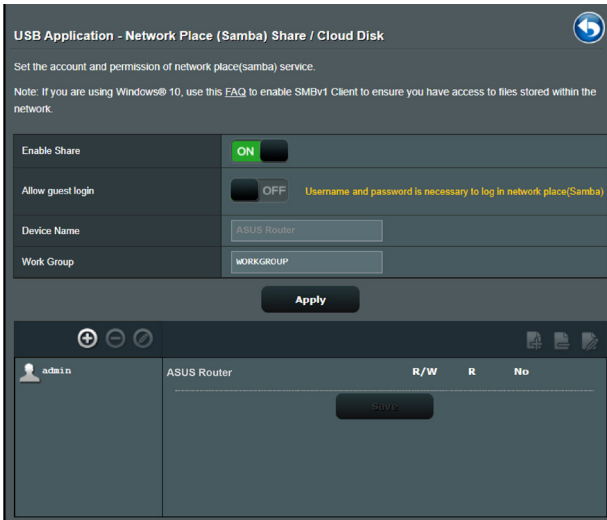 USB Application - Network Place (Samba) Share / Cloud Disk
Set the account and permission of network place(samba) service.
Note: If you are using Windows® 10, use this FAQ to enable SMBv1 Client to ensure you have access to files stored within the
network.
Enable Share
ON
Allow guest login
OFF
Username and password is necessary to log in network place(Samba)
Device Name
ASUS Router
Work Group
WORKGROUP
Apply
admin
ASUS Router R/W R No
Save